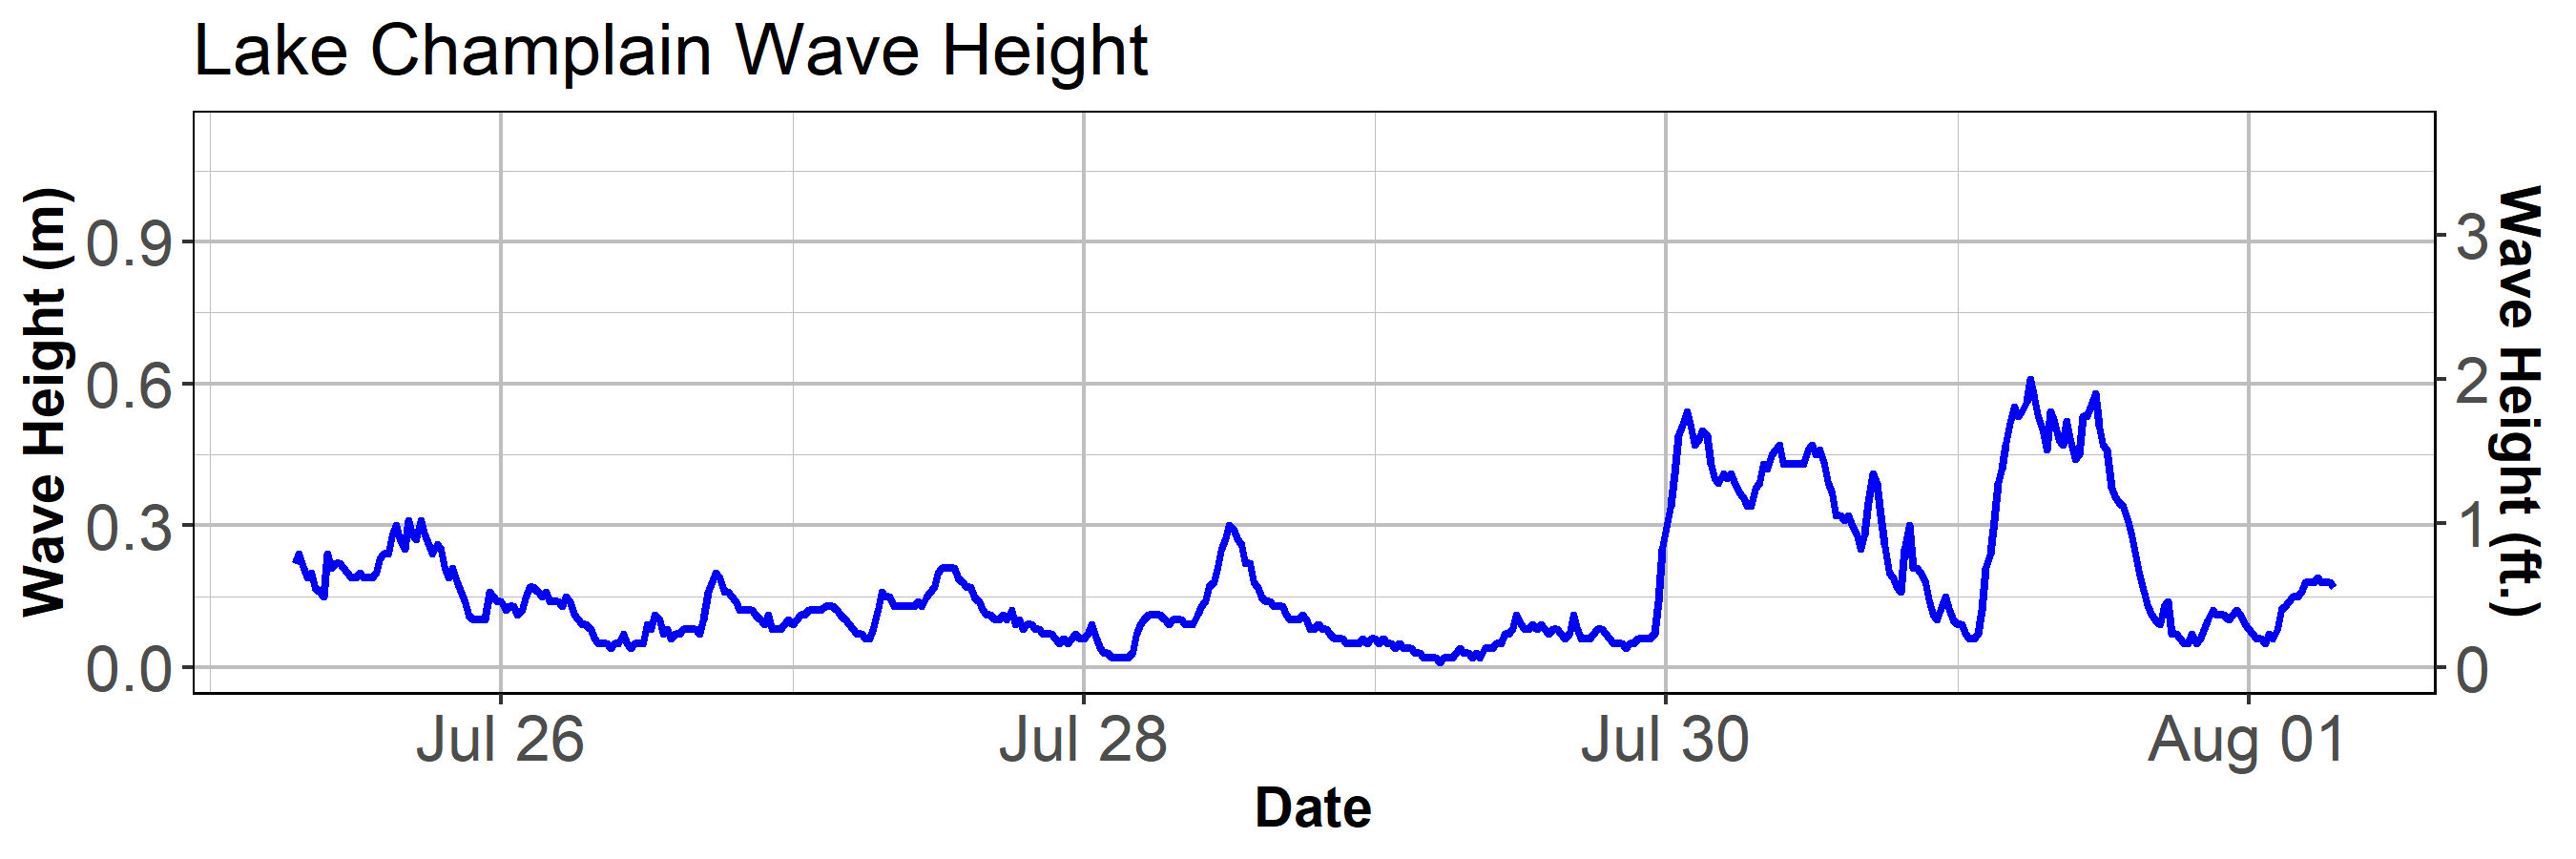 Lake Champlain Wave Height
Wave Height (m)
0.9
0.6
0.3
0.0
3
2
1
0
Wave Height (ft.)
Jul 26
Jul 28
Jul 30
Aug 01
Date